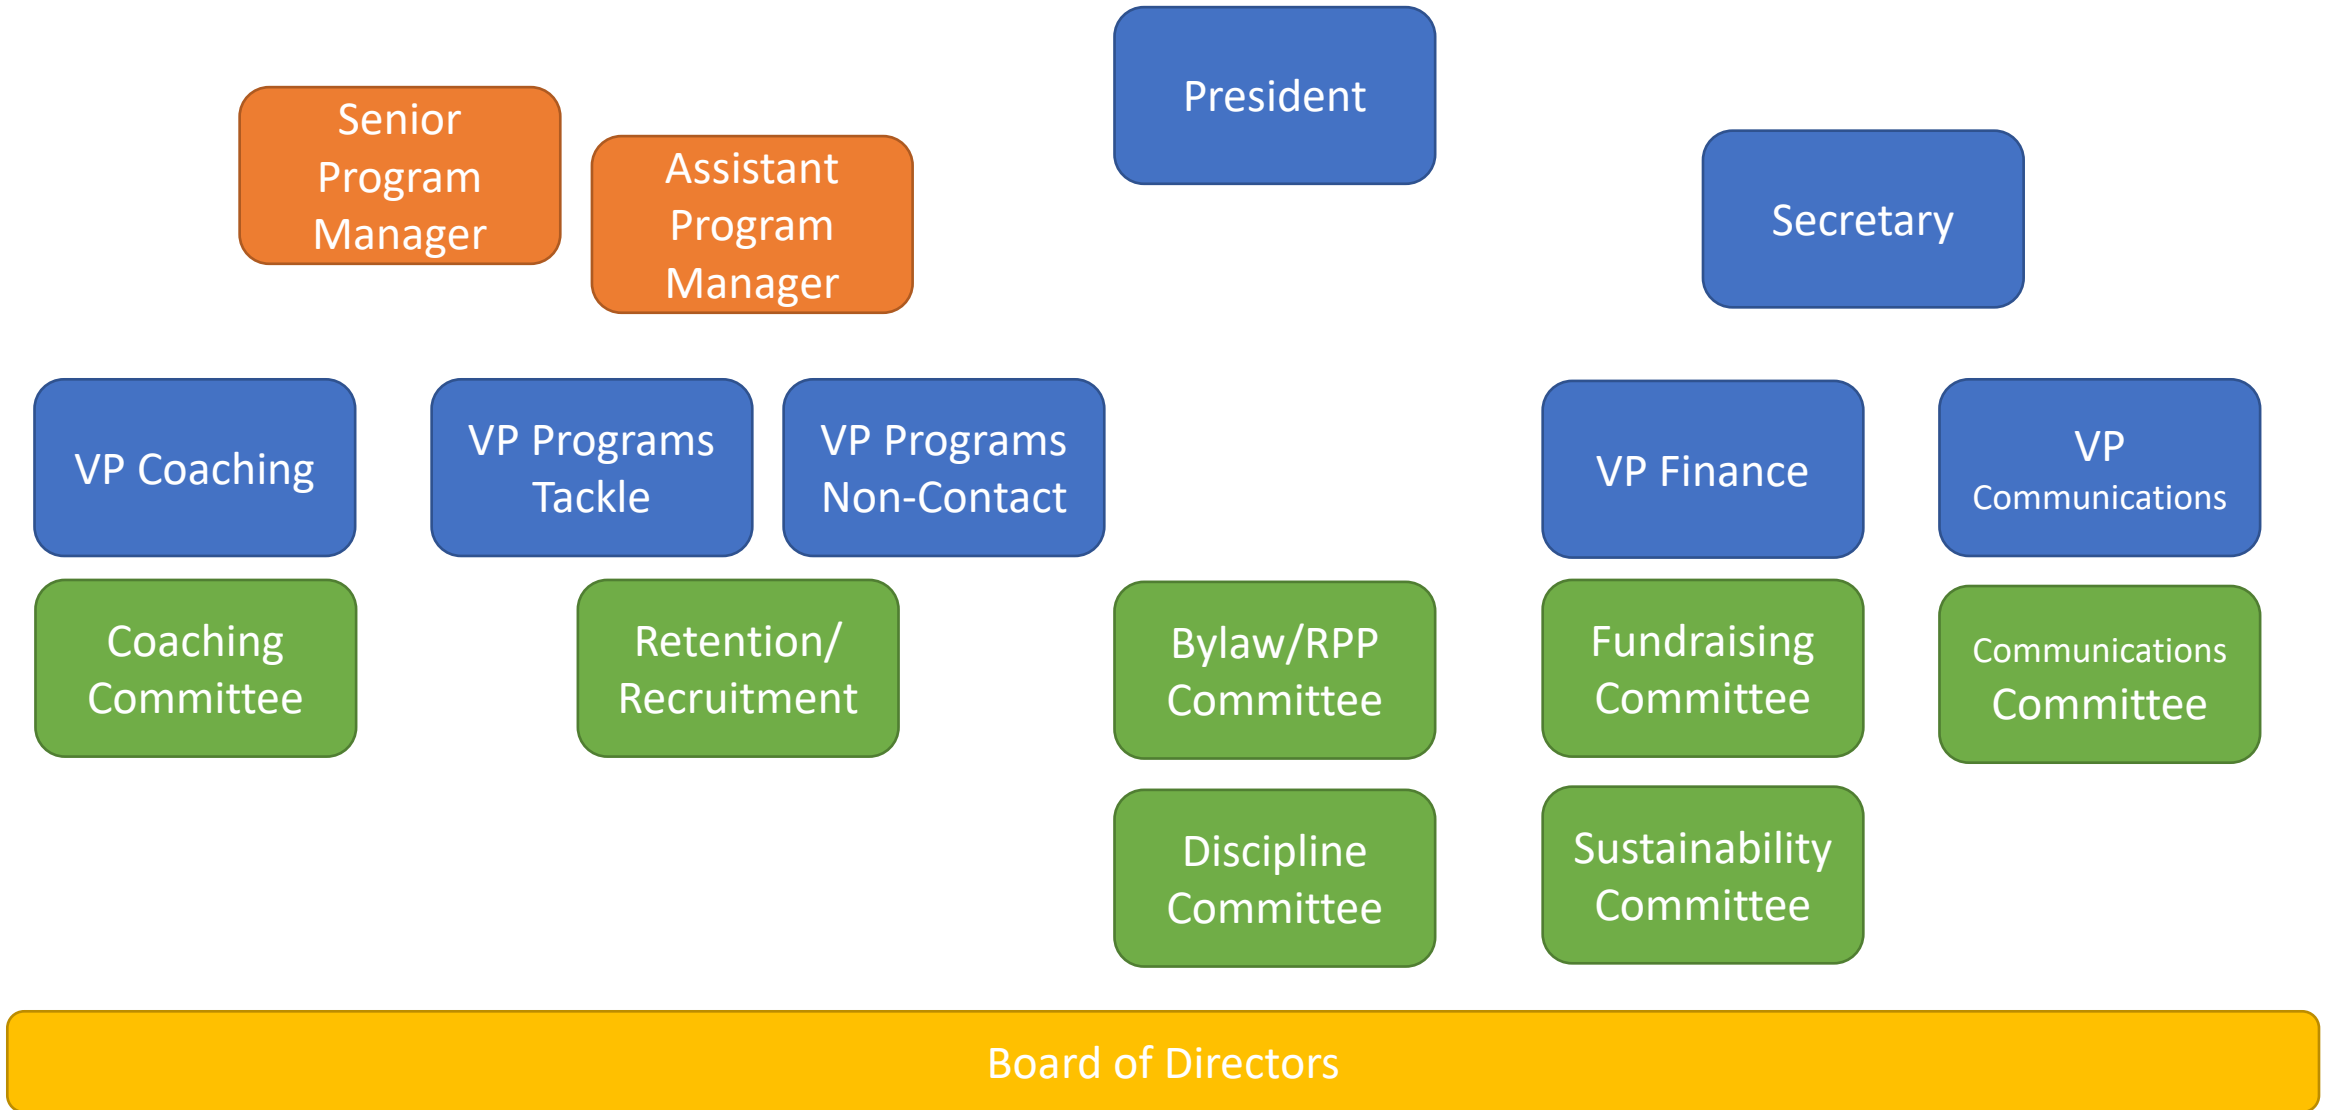 President
Senior
Program
Manager
Assistant
Program
Manager
Secretary
VP Coaching
VP Programs
Tackle
VP Programs
Non-Contact
VP Finance
VP
Communications
Coaching
Committee
Retention/
Recruitment
Bylaw/RPP
Committee
Fundraising
Committee
Communications
Committee
Discipline
Committee
Sustainability
Committee
Board of Directors